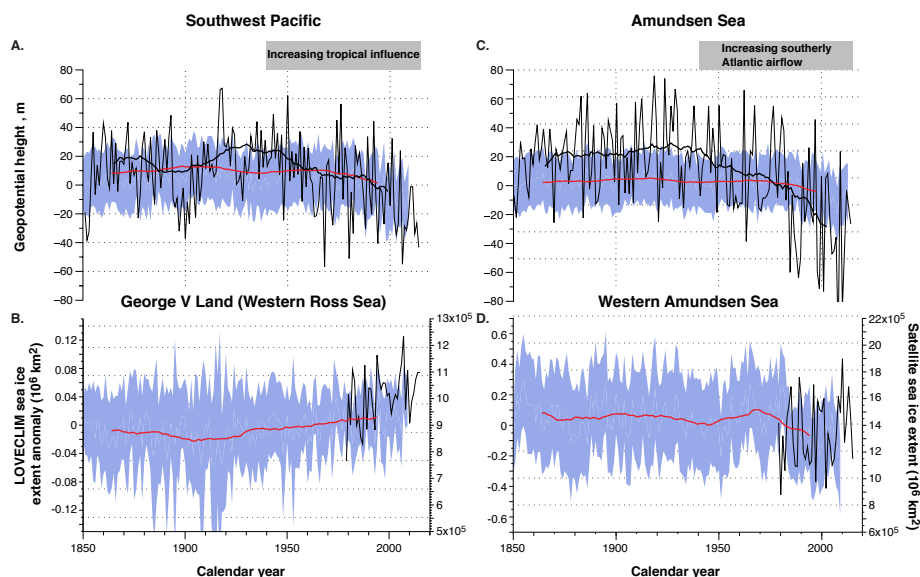 Southwest Pacific
A.
Increasing tropical influence
80
60
40
20
0
−20
−40
−60
−80
Geopotential height , m
Amundsen Sea
C.
Increasing southerly
Atlantic airflow
80
60
40
20
0
−20
−40
−60
−80
George V Land (Western Ross Sea)
B.
0.12
0.08
0.04
0
−0.04
−0.08
−0.12
LOVECLIM sea ice
extent anomaly (10⁶ km²)
13x10⁵
12
11
10
9
8
7
6
5x10⁵
1850
1900
1950
2000
Calendar year
Western Amundsen Sea
D.
0.6
0.4
0.2
0
−0.2
−0.4
-0.6
22x10⁵
20
18
16
14
12
10
8
6x10⁵
Satellite sea ice
extent (10⁶ km²)
1850
1900
1950
2000
Calendar year